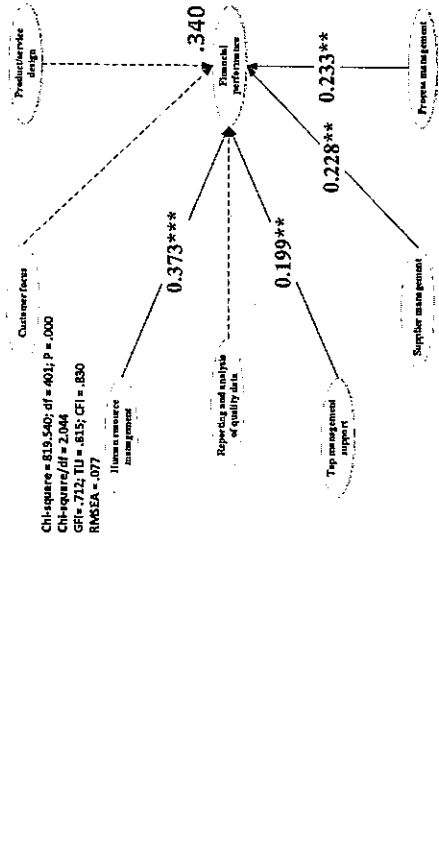 Product/service
design
Customer focus
Chi-square = 819.540; df = 401; P = .000
Chi-square/df = 2.044
GFI = .712; TLI = .815; CFI = .830
RMSEA = .077
.340
Financial
performance
Human resource
management
0.373***
Reporting and analysis
of quality data
0.199**
0.228**
0.233**
Top management
support
Supplier management
Process management